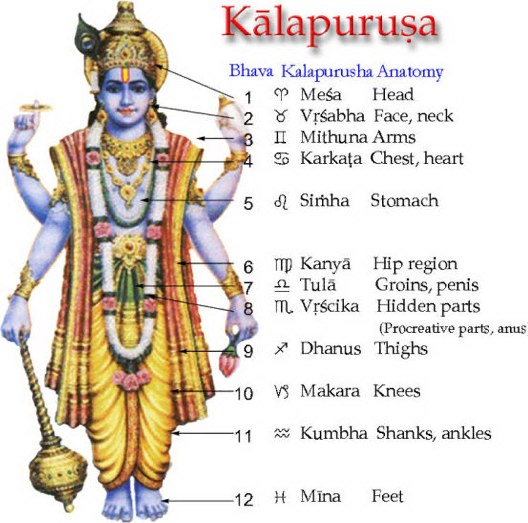 Kālapuruṣa
Bhava Kalapurusha Anatomy
1 ♈ Meśa Head
2 ♉ Vṛśabha Face, neck
3 ♊ Mithuna Arms
4 ♋ Karkaṭa Chest, heart
5 ♌ Siṁha Stomach
6 ♍ Kanyā Hip region
7 ♎ Tulā Groins, penis
8 ♏ Vṛścika Hidden parts
(Procreative parts, anus
9 ♐ Dhanus Thighs
10 ♑ Makara Knees
11 ♒ Kumbha Shanks, ankles
12 ♓ Mīna Feet